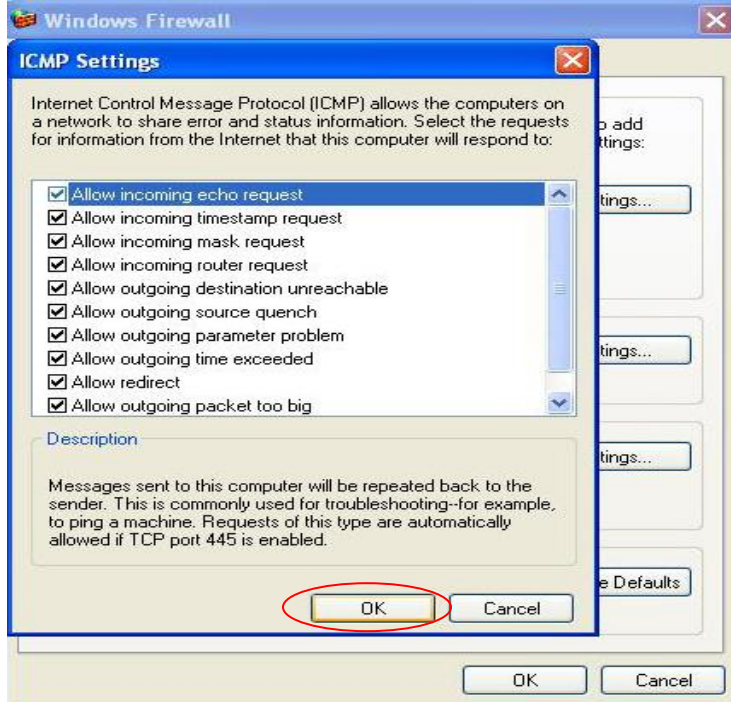 Windows Firewall
ICMP Settings
Internet Control Message Protocol (ICMP) allows the computers on
a network to share error and status information. Select the requests
for information from the Internet that this computer will respond to:
Allow incoming echo request
Allow incoming timestamp request
Allow incoming mask request
Allow incoming router request
Allow outgoing destination unreachable
Allow outgoing source quench
Allow outgoing parameter problem
Allow outgoing time exceeded
Allow redirect
Allow outgoing packet too big
Description
Messages sent to this computer will be repeated back to the
sender. This is commonly used for troubleshooting--for example,
to ping a machine. Requests of this type are automatically
allowed if TCP port 445 is enabled.
OK Cancel
add
Defaults
OK Cancel